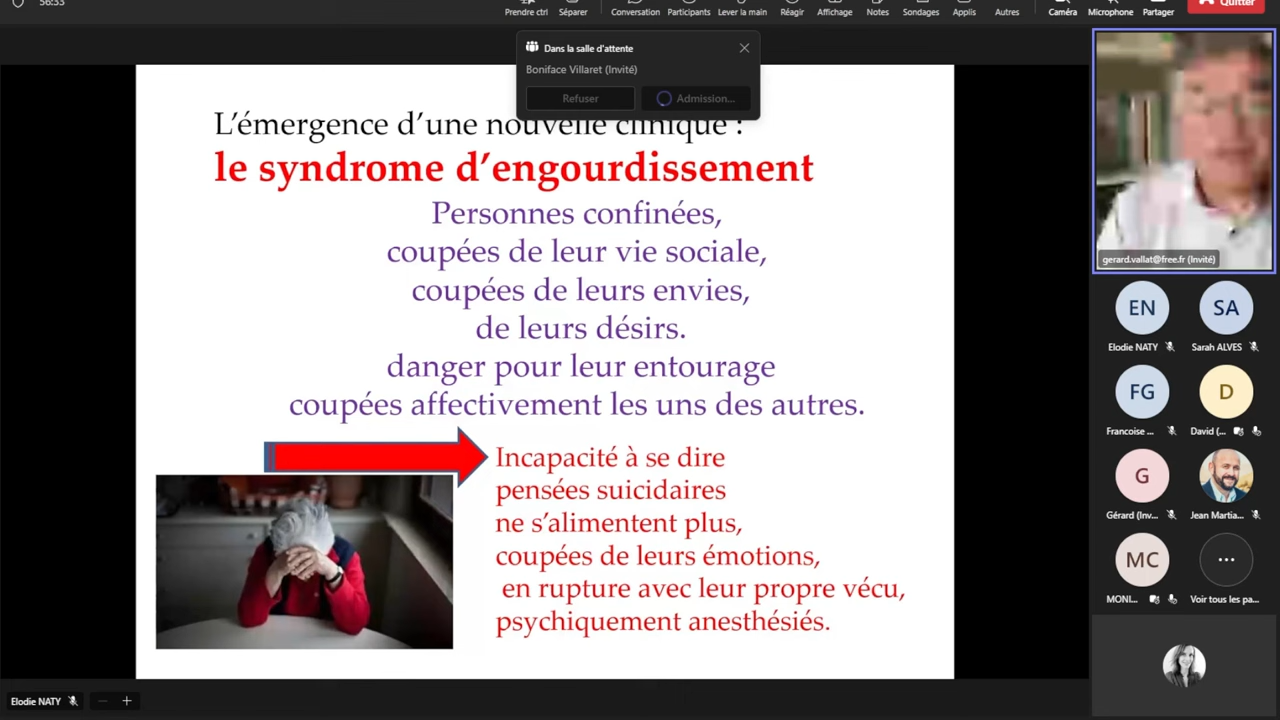 56:33
Prendre ctrl
Séparer
Conversation
Participants
Lever la main
Réagir
Affichage
Notes
Sondages
Applis
Autres
Caméra
Microphone
Partager
Quitter
Dans la salle d'attente
Boniface Villaret (Invité)
Refuser
Admission...
L'émergence d'une nouvelle clinique :
le syndrome d'engourdissement
Personnes confinées,
coupées de leur vie sociale,
coupées de leurs envies,
de leurs désirs.
danger pour leur entourage
coupées affectivement les uns des autres.
Incapacité à se dire
pensées suicidaires
ne s'alimentent plus,
coupées de leurs émotions,
en rupture avec leur propre vécu,
psychiquement anesthésiés.
gerard.vallat@free.fr (Invité)
EN
SA
Elodie NATY
Sarah ALVES
FG
D
Francoise ...
David (...
G
Gérard (Inv...
Jean Martia...
MC
...
MONI...
Voir tous les pa...
Elodie NATY